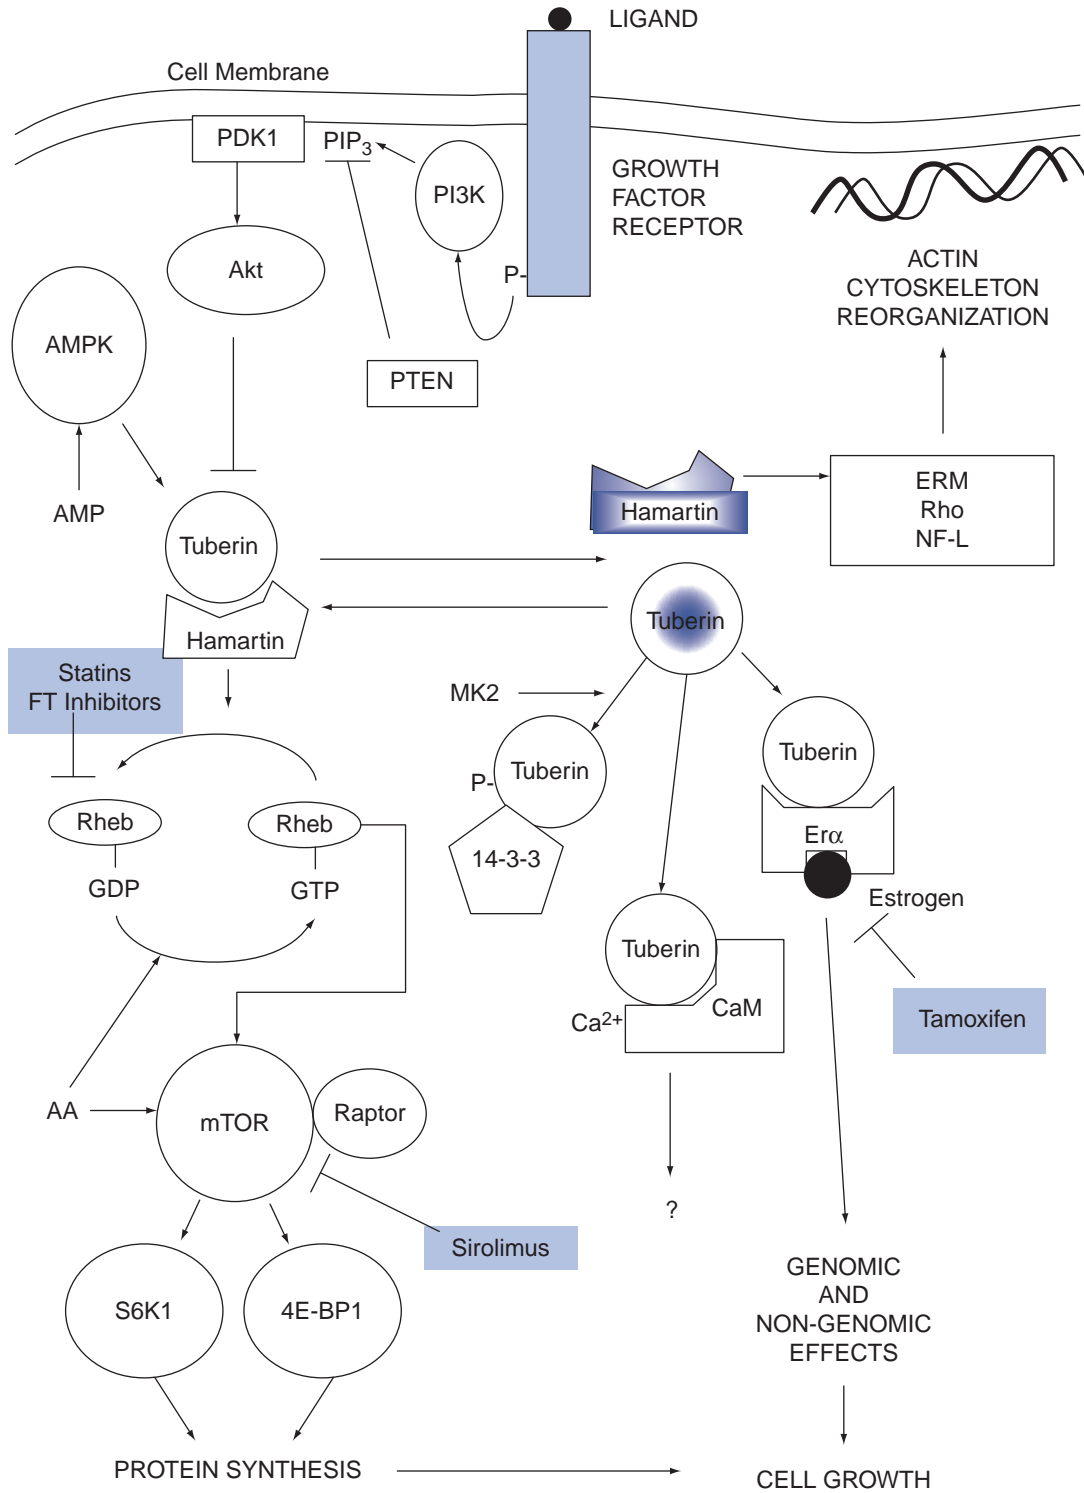 LIGAND
Cell Membrane
PDK1
PIP3
PI3K
GROWTH
FACTOR
RECEPTOR
P-
Akt
ACTIN
CYTOSKELETON
REORGANIZATION
AMPK
PTEN
AMP
Tuberin
Hamartin
Hamartin
ERM
Rho
NF-L
Tuberin
Statins
FT Inhibitors
MK2
Tuberin
P-
14-3-3
Tuberin
Erα
Estrogen
Rheb
GDP
Rheb
GTP
Tuberin
Ca2+
CaM
Tamoxifen
AA
mTOR
Raptor
?
Sirolimus
S6K1
4E-BP1
GENOMIC
AND
NON-GENOMIC
EFFECTS
PROTEIN SYNTHESIS
CELL GROWTH